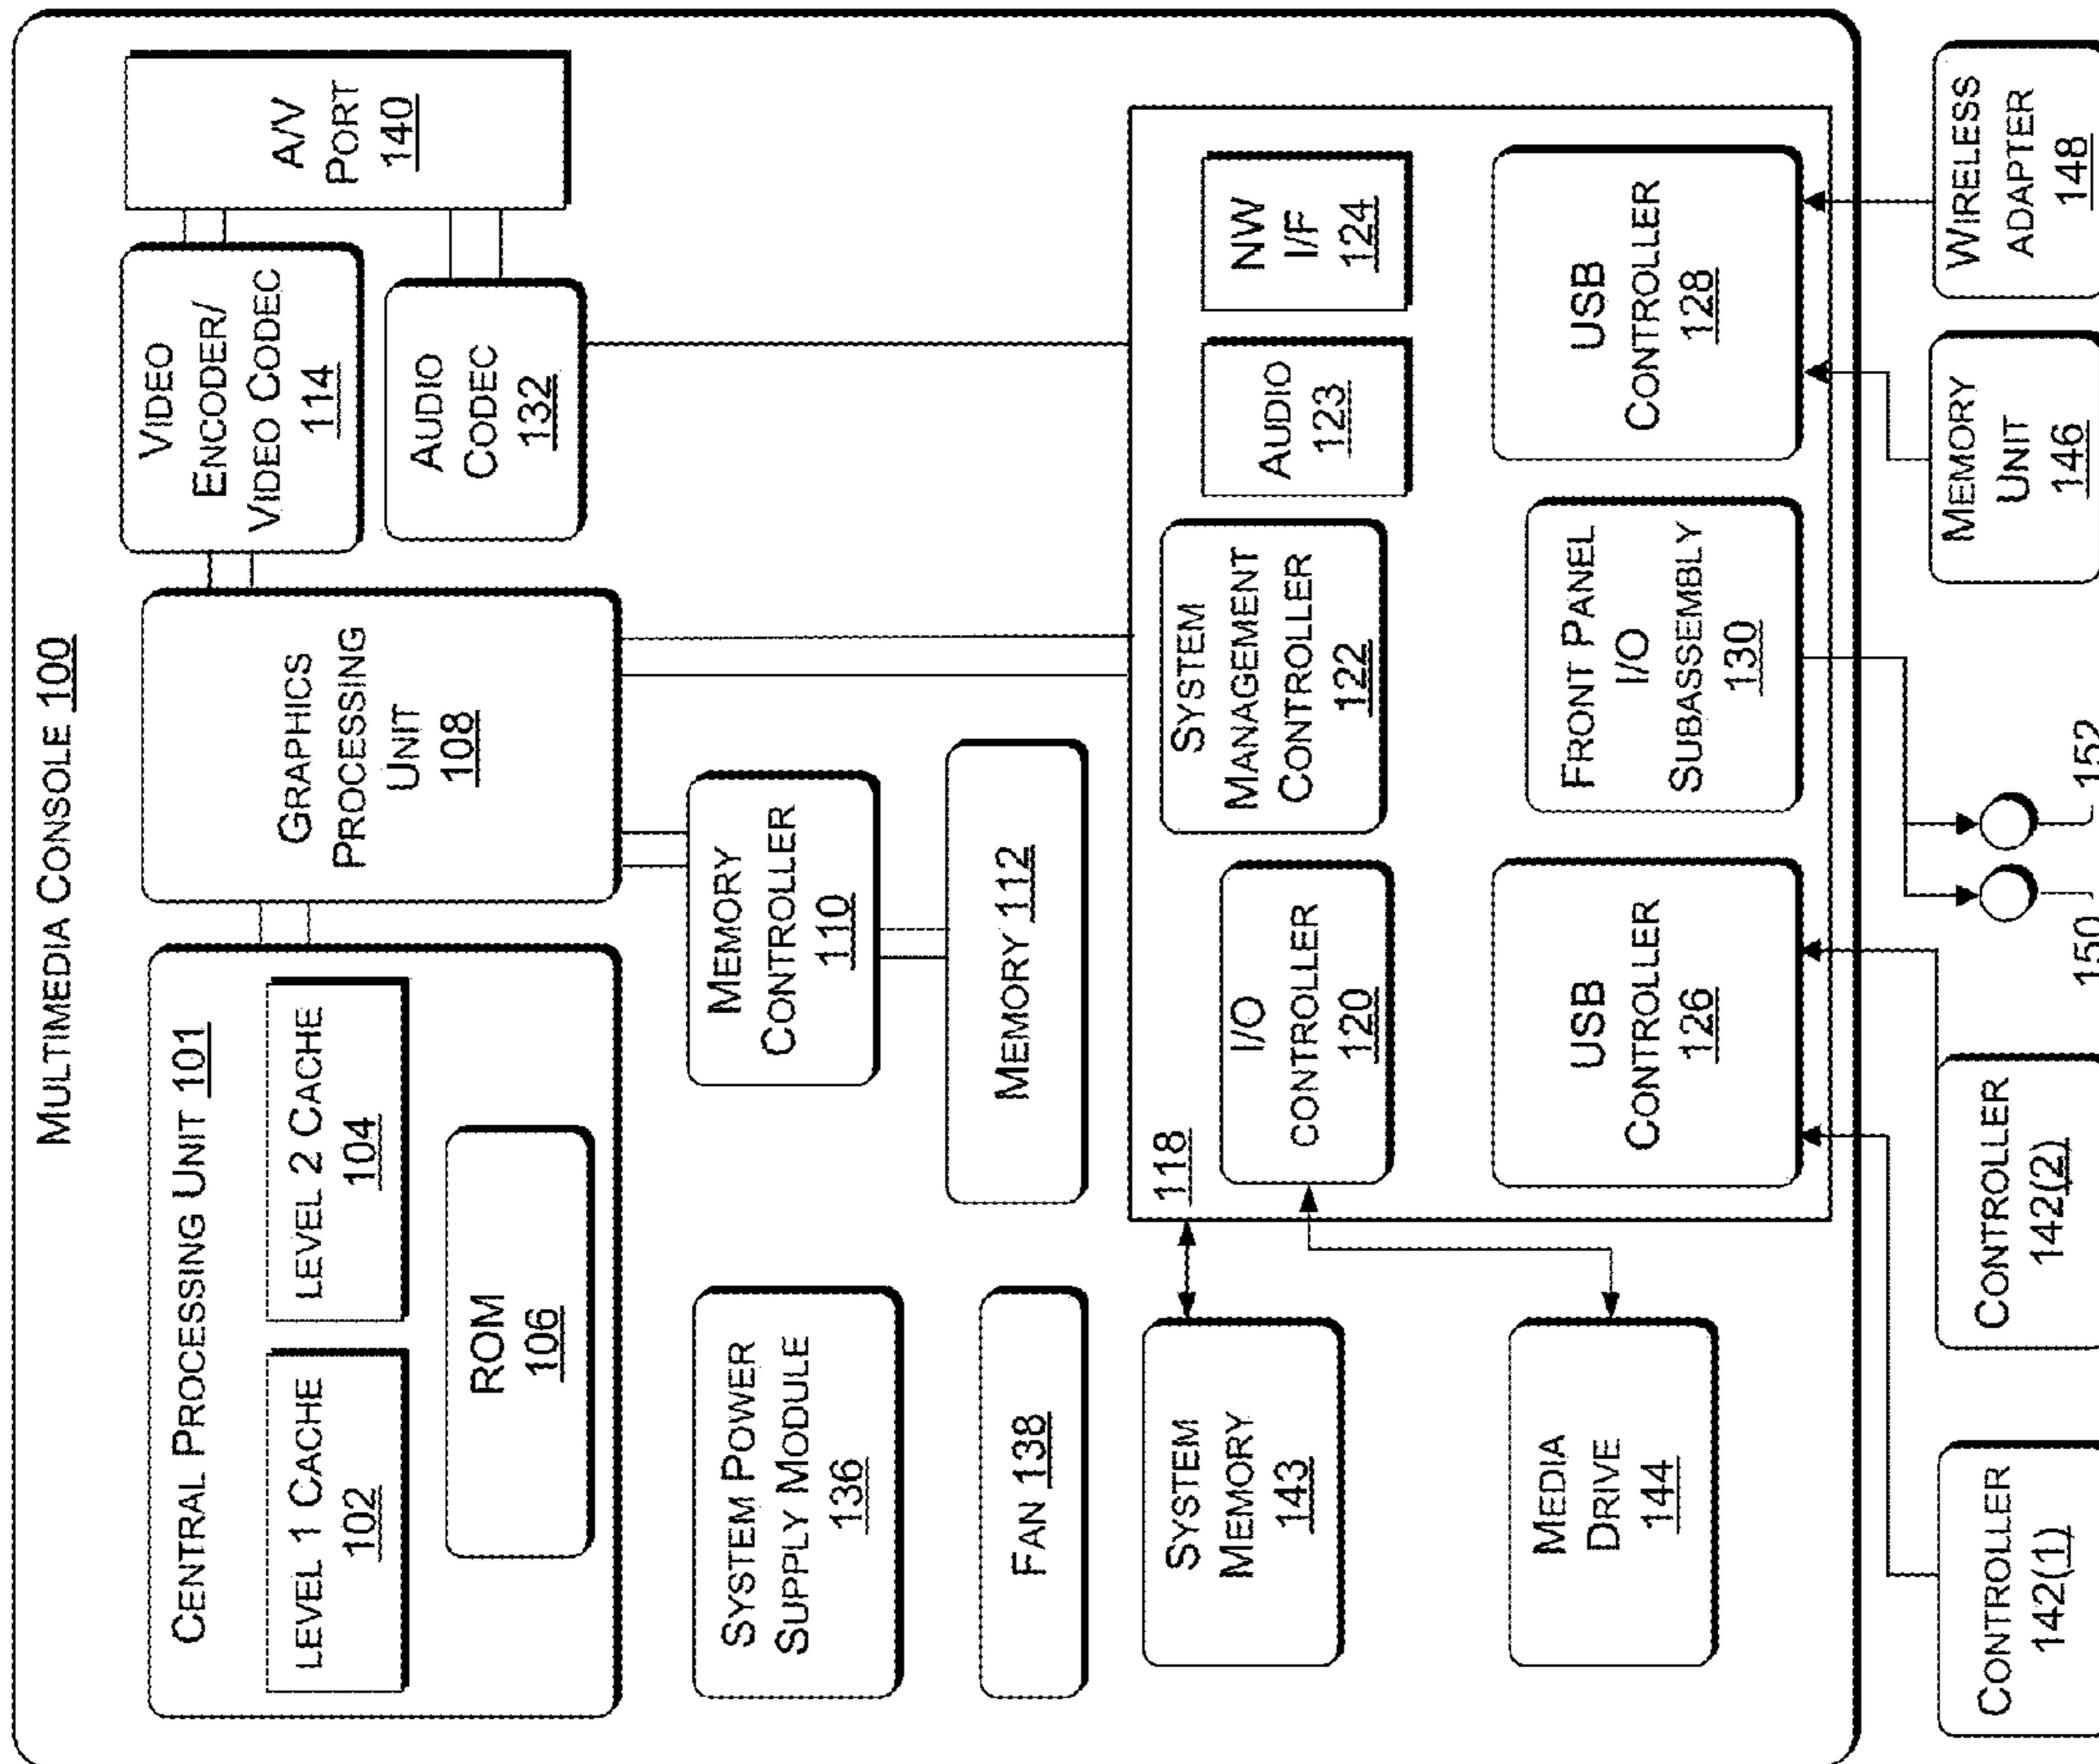 MULTIMEDIA CONSOLE 100
CENTRAL PROCESSING UNIT 101
LEVEL 1 CACHE
102
LEVEL 2 CACHE
104
ROM
106
GRAPHICS
PROCESSING
UNIT
108
VIDEO
ENCODER/
VIDEO CODEC
114
AUDIO
CODEC
132
A/V
PORT
140
SYSTEM POWER
SUPPLY MODULE
136
MEMORY
CONTROLLER
110
FAN 138
MEMORY 112
118
SYSTEM
MEMORY
143
I/O
CONTROLLER
120
SYSTEM
MANAGEMENT
CONTROLLER
122
AUDIO
123
NW
I/F
124
MEDIA
DRIVE
144
USB
CONTROLLER
126
FRONT PANEL
I/O
SUBASSEMBLY
130
USB
CONTROLLER
128
CONTROLLER
142(1)
CONTROLLER
142(2)
150
152
MEMORY
UNIT
146
WIRELESS
ADAPTER
148